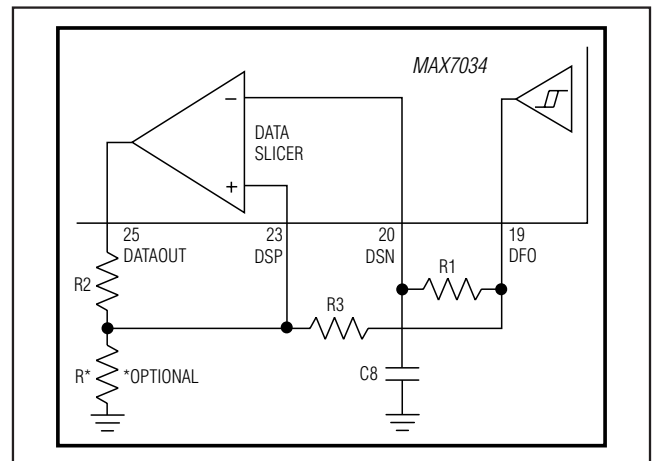 MAX7034
−
DATA
SLICER
+
25
DATAOUT
23
DSP
20
DSN
19
DFO
R1
R2
R3
R*
*OPTIONAL
C8